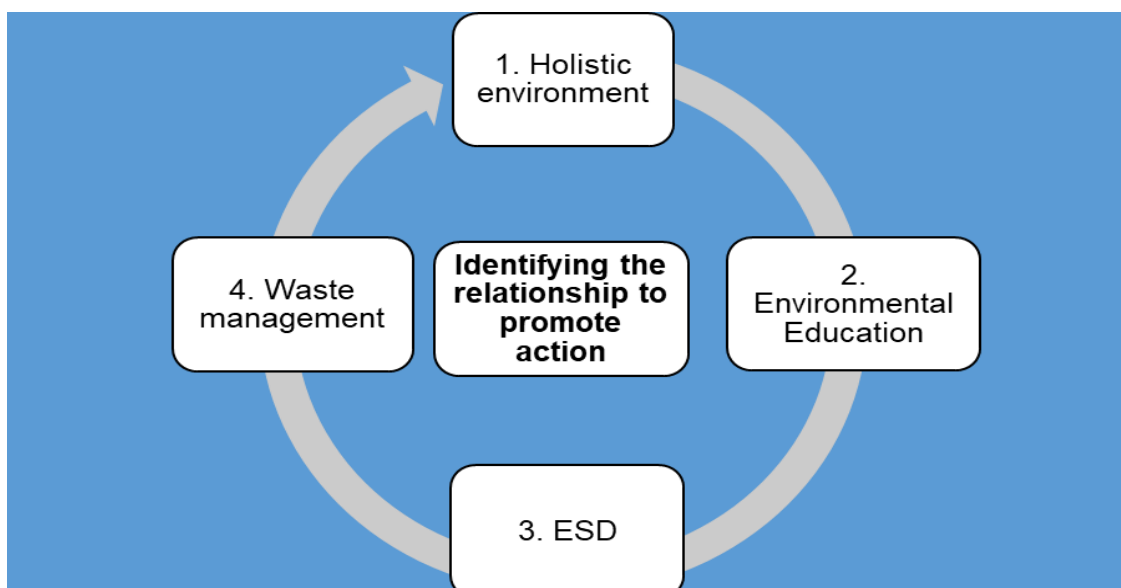 1. Holistic
environment
4. Waste
management
Identifying the
relationship to
promote
action
2.
Environmental
Education
3. ESD